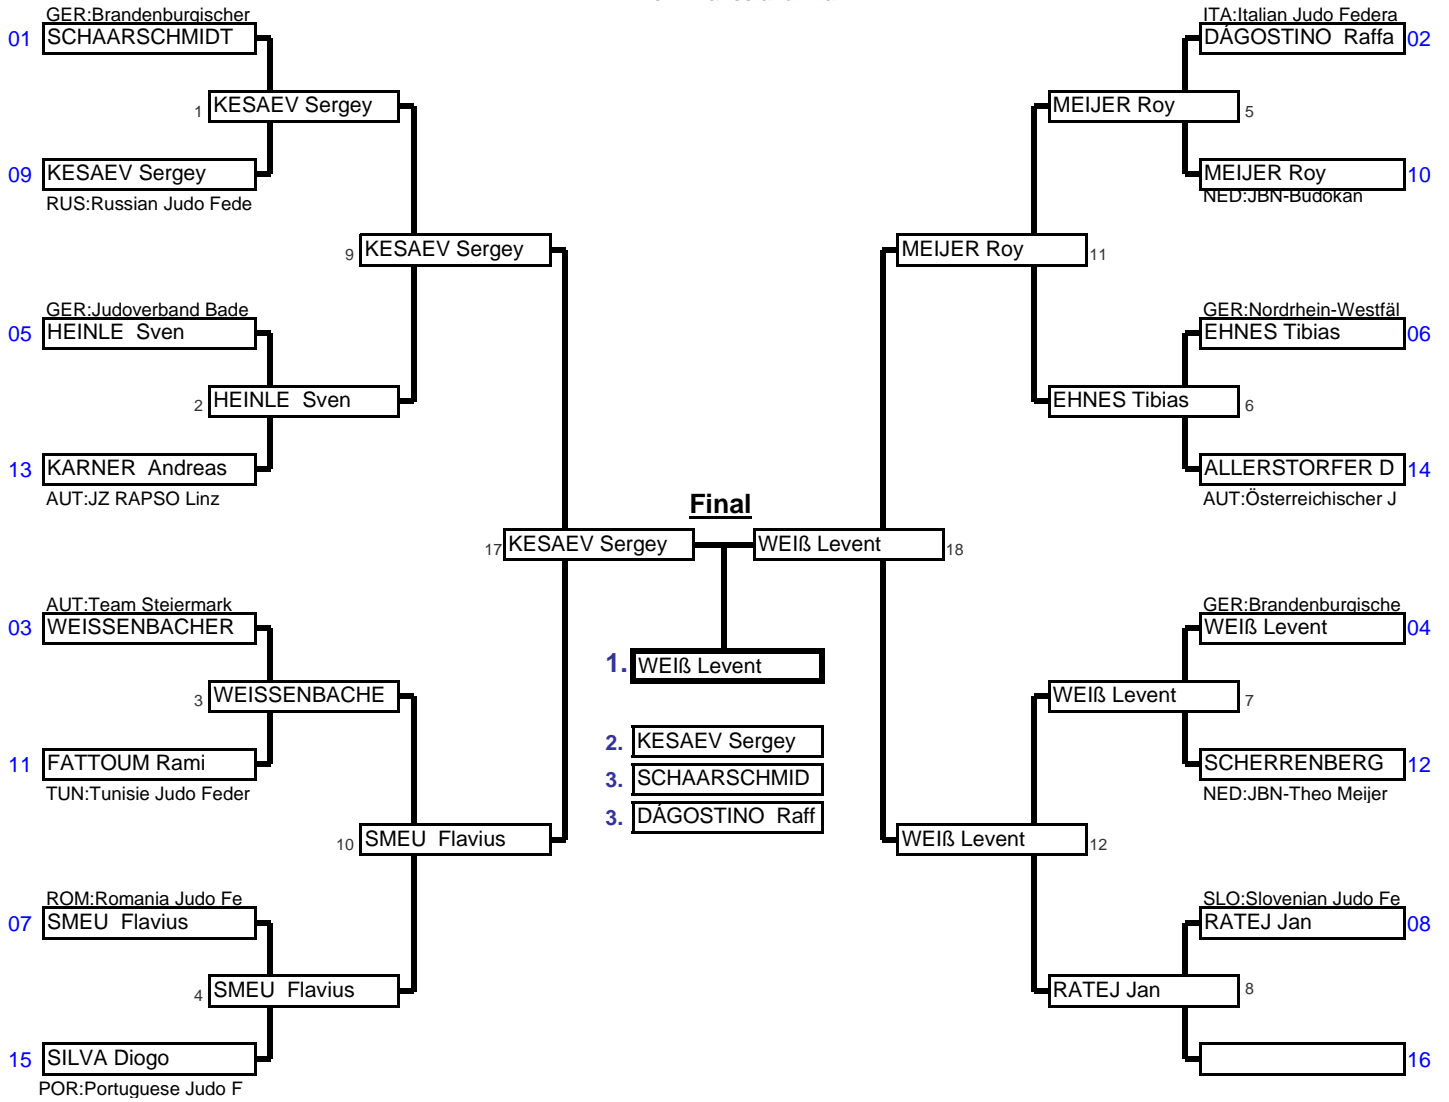 GER:Brandenburgischer
01 SCHAARSCHMIDT
1 KESAEV Sergey
09 KESAEV Sergey
RUS:Russian Judo Fede
9 KESAEV Sergey
GER:Judoverband Bade
05 HEINLE Sven
2 HEINLE Sven
13 KARNER Andreas
AUT:JZ RAPSO Linz
17 KESAEV Sergey
AUT:Team Steiermark
03 WEISSENBACHER
3 WEISSENBACHE
11 FATTOUM Rami
TUN:Tunisie Judo Feder
10 SMEU Flavius
ROM:Romania Judo Fe
07 SMEU Flavius
4 SMEU Flavius
15 SILVA Diogo
POR:Portuguese Judo F
Final
1. WEIß Levent
2. KESAEV Sergey
3. SCHAARSCHMID
3. DÁGOSTINO Raff
ITA:Italian Judo Federa
DÁGOSTINO Raffa 02
MEIJER Roy 5
MEIJER Roy 10
NED:JBN-Budokan
MEIJER Roy 11
GER:Nordrhein-Westfäl
EHNES Tibias 06
EHNES Tibias 6
ALLERSTORFER D 14
AUT:Österreichischer J
WEIß Levent 18
GER:Brandenburgische
WEIß Levent 04
WEIß Levent 7
SCHERRENBERG 12
NED:JBN-Theo Meijer
WEIß Levent 12
SLO:Slovenian Judo Fe
RATEJ Jan 08
RATEJ Jan 8
16